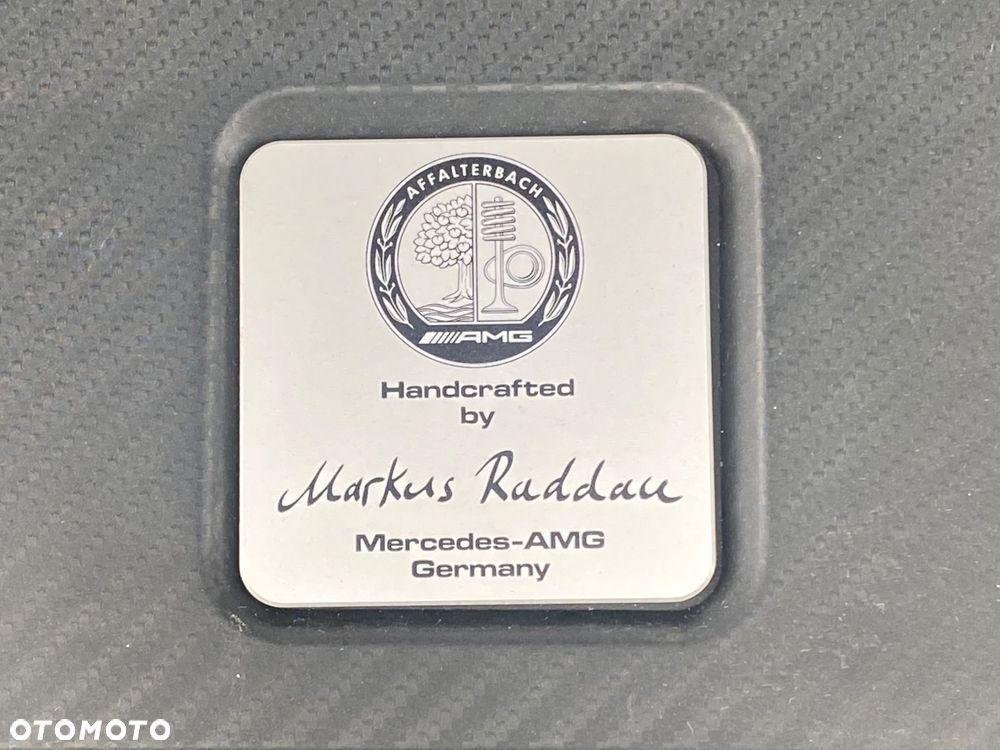 AFFALTERBACH
AMG
Handcrafted
by
Markus Raddau
Mercedes-AMG
Germany
OTOMOTO